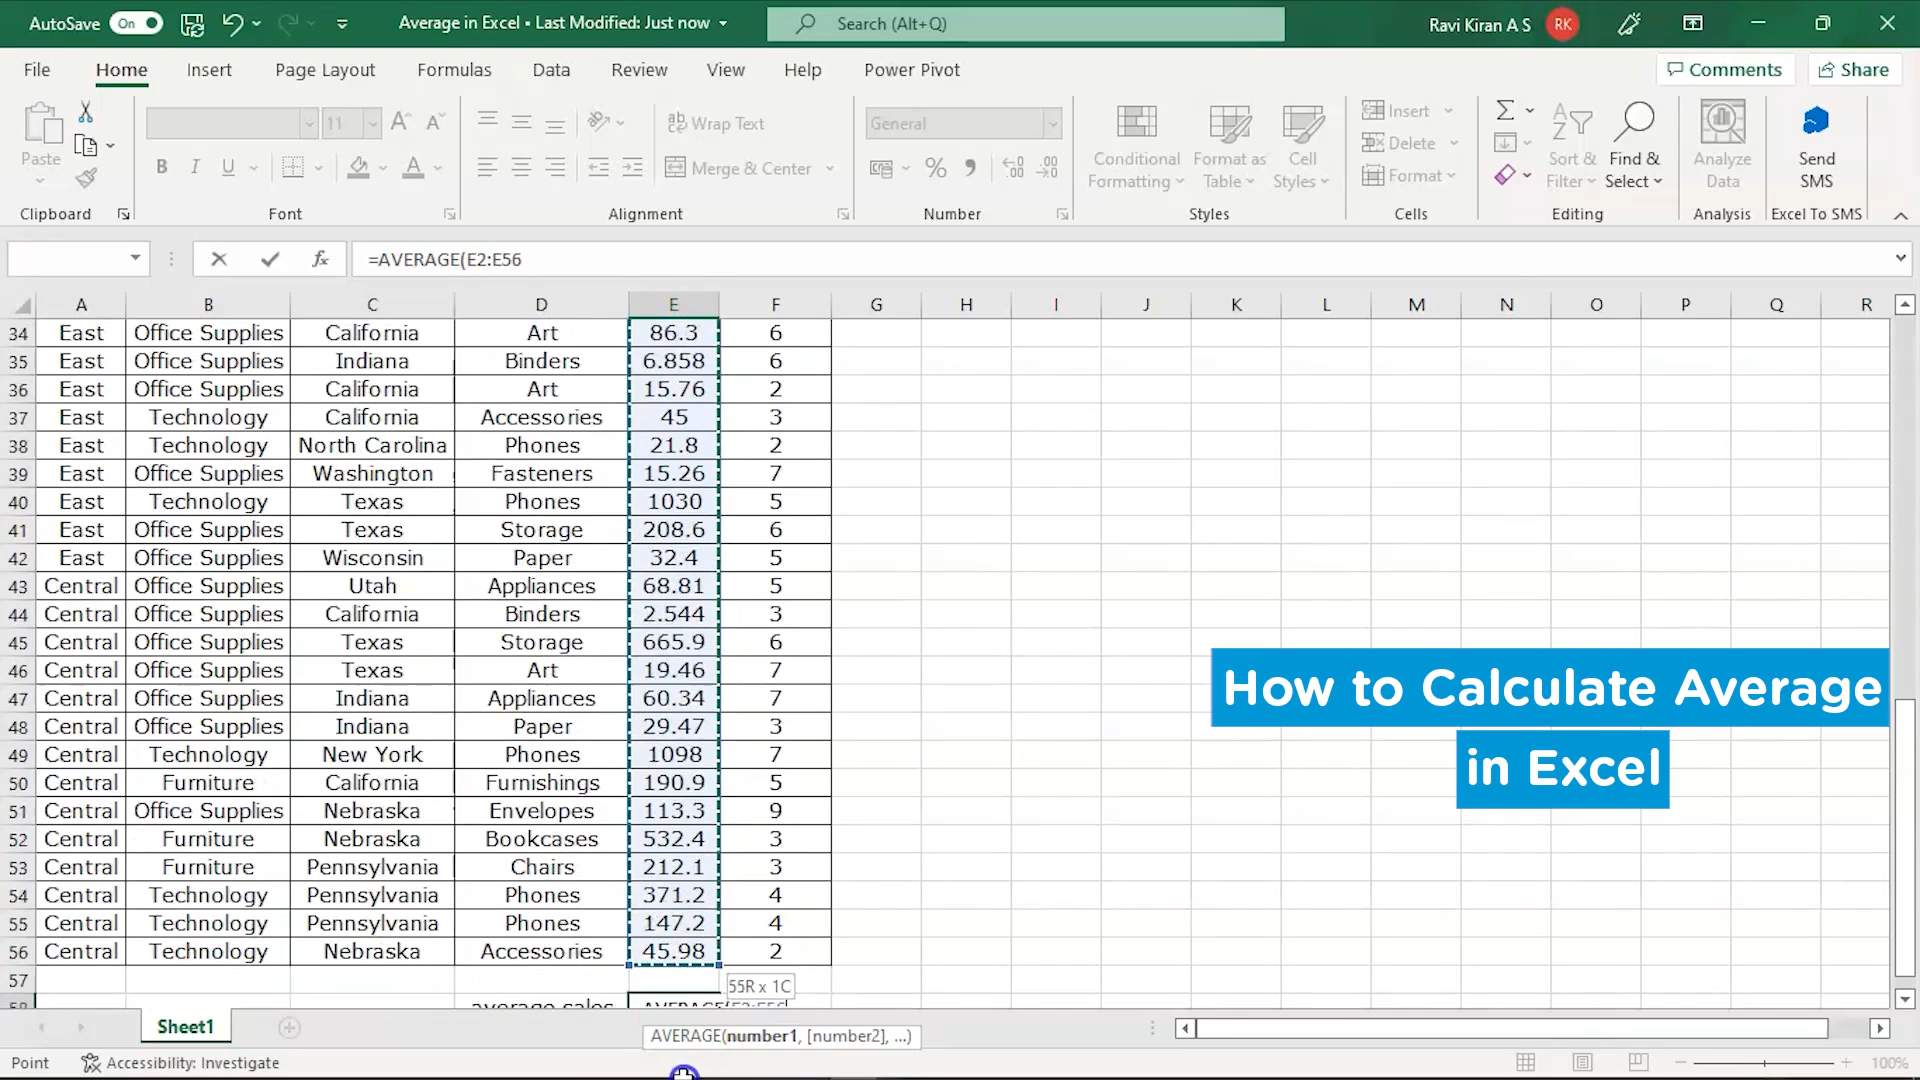 AutoSave On Average in Excel • Last Modified: Just now Search (Alt+Q) Ravi Kiran A S RK
File Home Insert Page Layout Formulas Data Review View Help Power Pivot Comments Share
Paste
Clipboard
11
B I U A
Font
Wrap Text
Merge & Center
Alignment
General
%
Number
Conditional Formatting
Format as Table
Cell Styles
Styles
Insert
Delete
Format
Cells
Sort & Filter
Find & Select
Editing
Analyze Data
Analysis
Send SMS
Excel To SMS
fx =AVERAGE(E2:E56
A B C D E F G H I J K L M N O P Q R
34 East Office Supplies California Art 86.3 6
35 East Office Supplies Indiana Binders 6.858 6
36 East Office Supplies California Art 15.76 2
37 East Technology California Accessories 45 3
38 East Technology North Carolina Phones 21.8 2
39 East Office Supplies Washington Fasteners 15.26 7
40 East Technology Texas Phones 1030 5
41 East Office Supplies Texas Storage 208.6 6
42 East Office Supplies Wisconsin Paper 32.4 5
43 Central Office Supplies Utah Appliances 68.81 5
44 Central Office Supplies California Binders 2.544 3
45 Central Office Supplies Texas Storage 665.9 6
46 Central Office Supplies Texas Art 19.46 7
47 Central Office Supplies Indiana Appliances 60.34 7
48 Central Office Supplies Indiana Paper 29.47 3
49 Central Technology New York Phones 1098 7
50 Central Furniture California Furnishings 190.9 5
51 Central Office Supplies Nebraska Envelopes 113.3 9
52 Central Furniture Nebraska Bookcases 532.4 3
53 Central Furniture Pennsylvania Chairs 212.1 3
54 Central Technology Pennsylvania Phones 371.2 4
55 Central Technology Pennsylvania Phones 147.2 4
56 Central Technology Nebraska Accessories 45.98 2
57
55R x 1C
58 average sales =AVERAGE(E2:E56
How to Calculate Average
in Excel
Sheet1
AVERAGE(number1, [number2], ...)
Point Accessibility: Investigate 100%